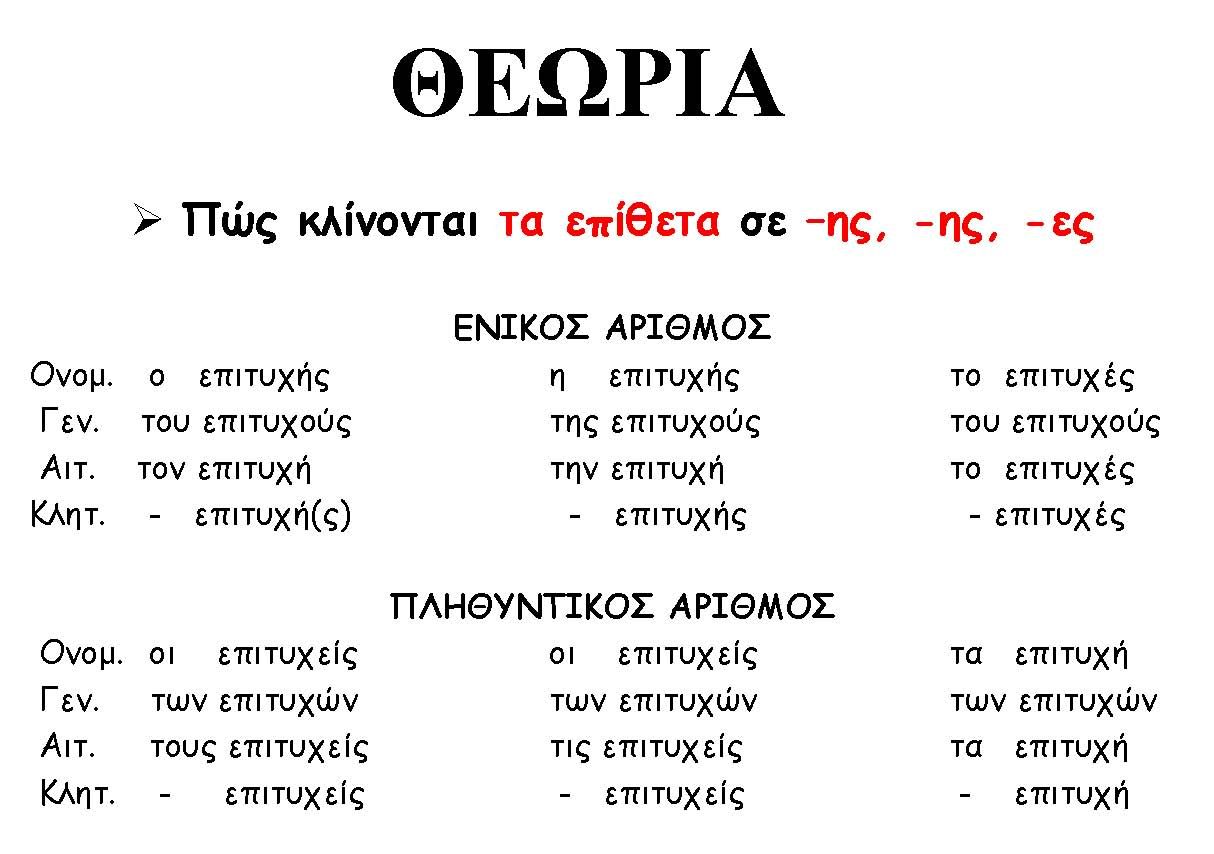 ΘΕΩΡΙΑ
➢ Πώς κλίνονται τα επίθετα σε –ης, -ης, -ες
ΕΝΙΚΟΣ ΑΡΙΘΜΟΣ
Ονομ. ο επιτυχής η επιτυχής το επιτυχές
Γεν. του επιτυχούς της επιτυχούς του επιτυχούς
Αιτ. τον επιτυχή την επιτυχή το επιτυχές
Κλητ. - επιτυχή(ς) - επιτυχής - επιτυχές
ΠΛΗΘΥΝΤΙΚΟΣ ΑΡΙΘΜΟΣ
Ονομ. οι επιτυχείς οι επιτυχείς τα επιτυχή
Γεν. των επιτυχών των επιτυχών των επιτυχών
Αιτ. τους επιτυχείς τις επιτυχείς τα επιτυχή
Κλητ. - επιτυχείς - επιτυχείς - επιτυχή